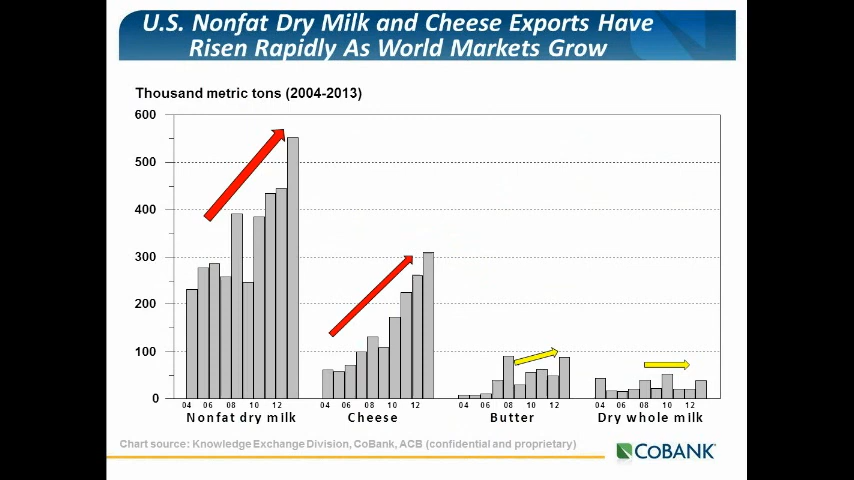 U.S. Nonfat Dry Milk and Cheese Exports Have
Risen Rapidly As World Markets Grow
Thousand metric tons (2004-2013)
600
500
400
300
200
100
0
04 06 08 10 12 04 06 08 10 12 04 06 08 10 12 04 06 08 10 12
Nonfat dry milk Cheese Butter Dry whole milk
Chart source: Knowledge Exchange Division, CoBank, ACB (confidential and proprietary)
COBANK